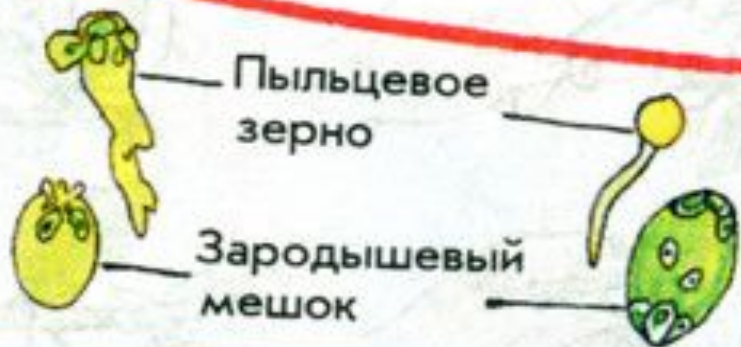 Пыльцевое
зерно
Зародышевый
мешок